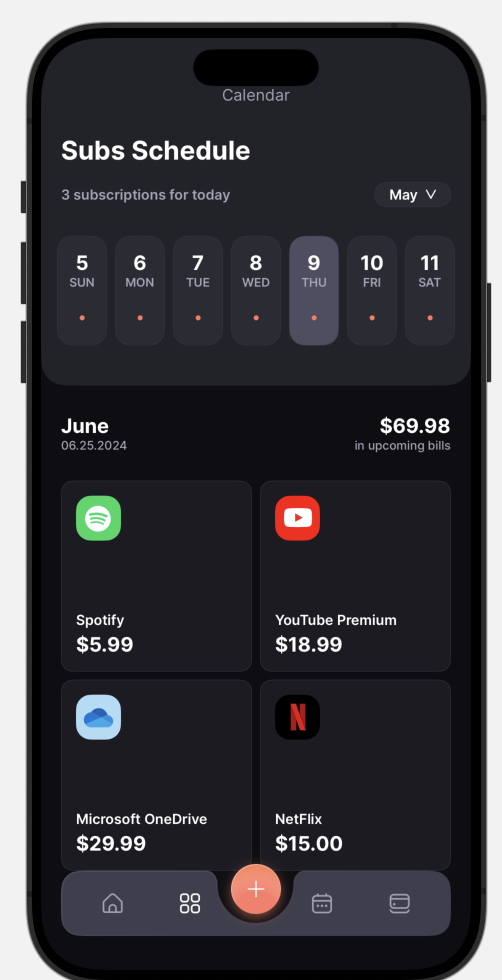 Calendar
Subs Schedule
3 subscriptions for today
May
5 6 7 8 9 10 11
SUN MON TUE WED THU FRI SAT
June $69.98
06.25.2024 in upcoming bills
Spotify YouTube Premium
$5.99 $18.99
N
Microsoft OneDrive NetFlix
$29.99 $15.00